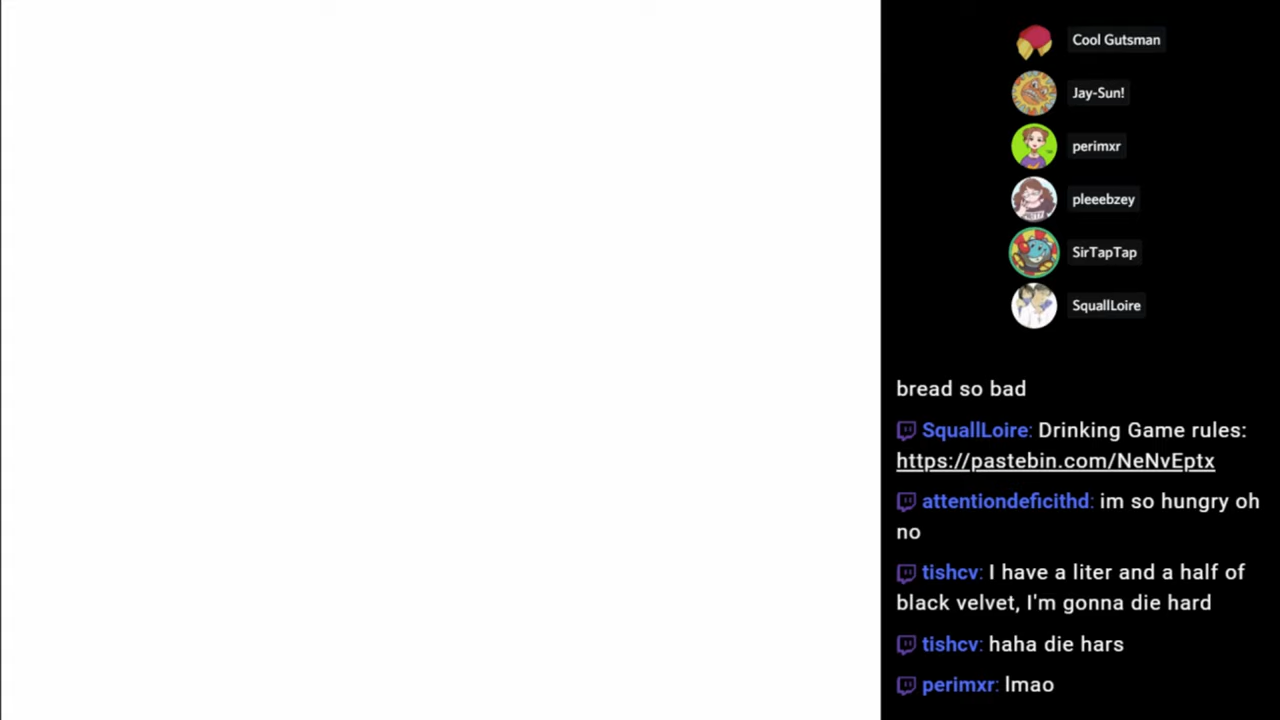 Cool Gutsman
Jay-Sun!
perimxr
pleeebzey
SirTapTap
SquallLoire
bread so bad
SquallLoire: Drinking Game rules:
https://pastebin.com/NeNvEptx
attentiondeficithd: im so hungry oh
no
tishcv: I have a liter and a half of
black velvet, I'm gonna die hard
tishcv: haha die hars
perimxr: lmao